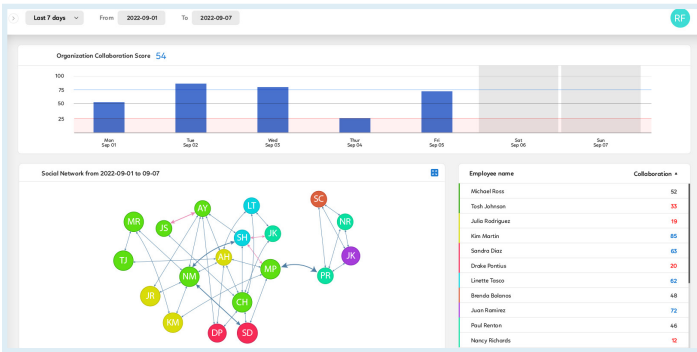 Last 7 days From 2022-09-01 To 2022-09-07 RF
Organization Collaboration Score 54
100
75
50
25
Mon Tue Wed Thur Fri Sat Sun
Sep 01 Sep 02 Sep 03 Sep 04 Sep 05 Sep 06 Sep 07
Social Network from 2022-09-01 to 09-07
SC
LT
AY
MR
NR
JS
JK
SH
JK
AH
TJ
MP
NM
PR
JR
CH
KM
DP
SD
Employee name Collaboration
Michael Ross 52
Tosh Johnson 33
Julia Rodriguez 19
Kim Martin 85
Sandra Diaz 63
Drake Pontius 20
Linette Tesco 62
Brenda Bolanos 48
Juan Ramirez 72
Paul Renton 46
Nancy Richards 12